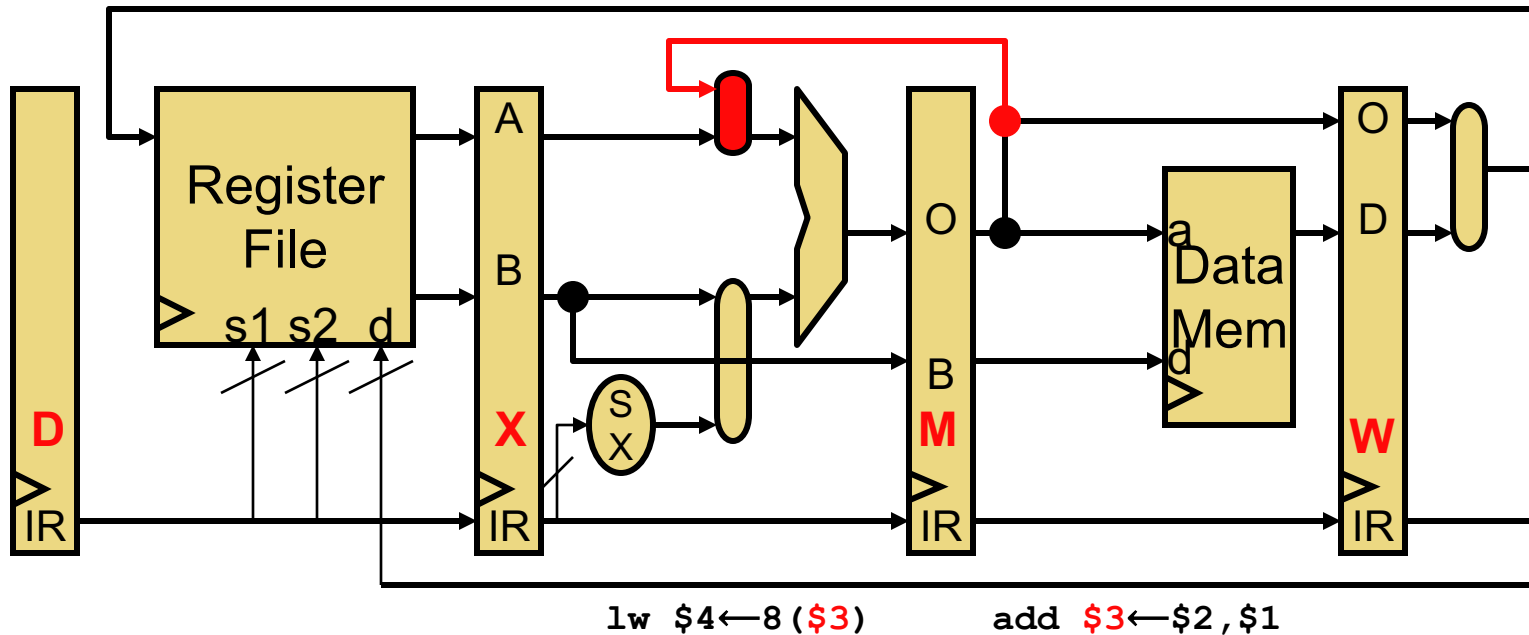 A
O
Register
File
O
D
B
a
Data
Mem
d
s1 s2 d
B
S
X
D
X
M
W
IR
IR
IR
IR
lw $4←8($3)
add $3←$2,$1